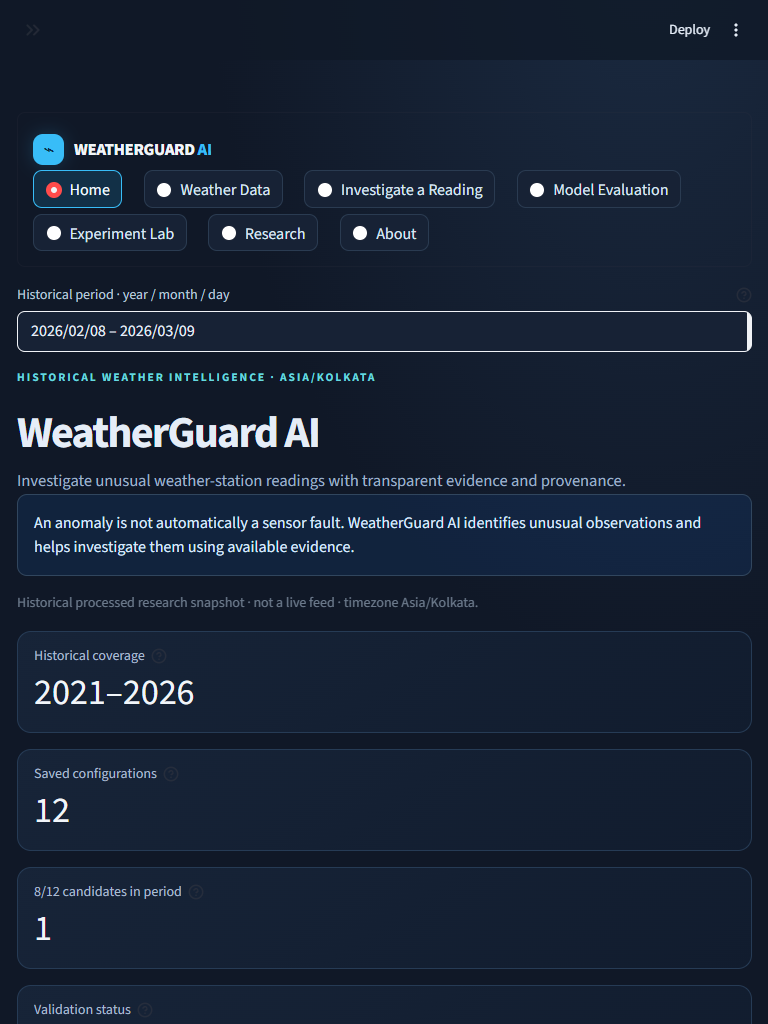 Deploy
WEATHERGUARD AI
Home
Weather Data
Investigate a Reading
Model Evaluation
Experiment Lab
Research
About
Historical period · year / month / day
2026/02/08 – 2026/03/09
HISTORICAL WEATHER INTELLIGENCE · ASIA/KOLKATA
WeatherGuard AI
Investigate unusual weather-station readings with transparent evidence and provenance.
An anomaly is not automatically a sensor fault. WeatherGuard AI identifies unusual observations and
helps investigate them using available evidence.
Historical processed research snapshot · not a live feed · timezone Asia/Kolkata.
Historical coverage
2021–2026
Saved configurations
12
8/12 candidates in period
1
Validation status